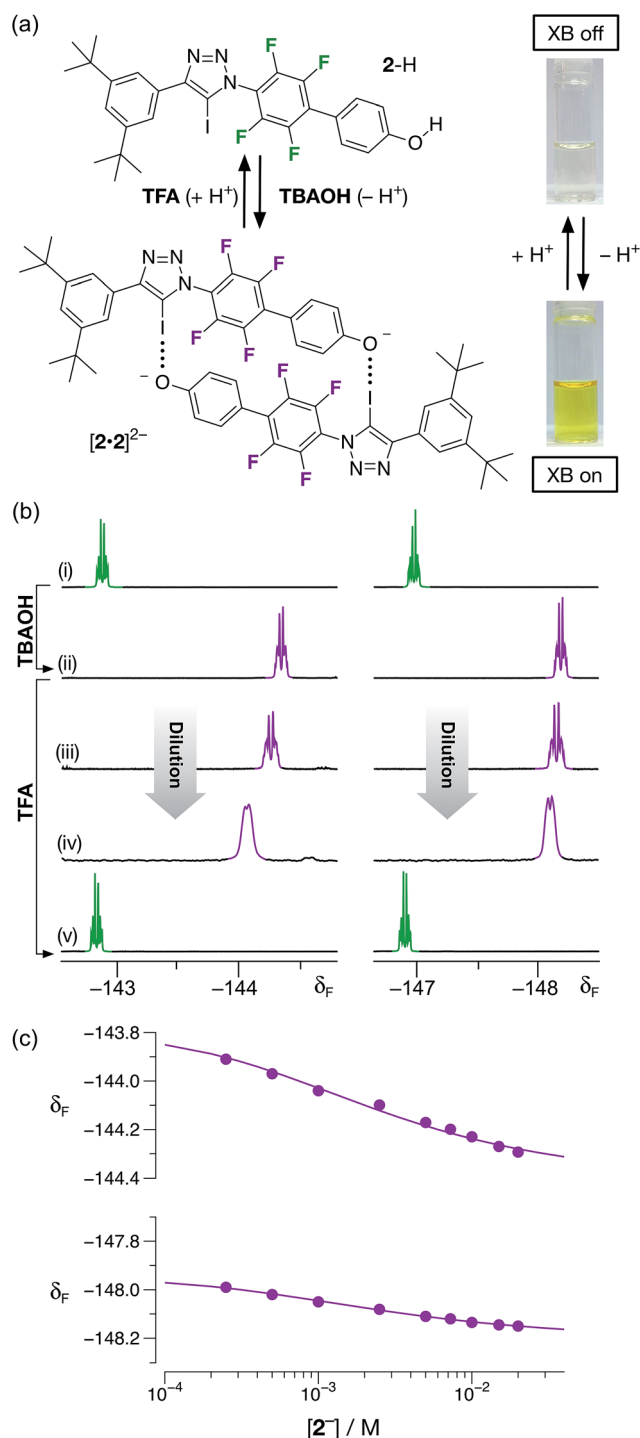 (a)
XB off
2-H
N=N
N
F
F
F
F
I
O
H
TFA (+ H⁺)
TBAOH (– H⁺)
+ H⁺
– H⁺
N=N
N
F
F
F
F
I
O⁻
⁻O
F
F
F
F
I
N
N=N
[2•2]²⁻
XB on
(b)
(i)
TBAOH
(ii)
(iii)
Dilution
Dilution
TFA
(iv)
(v)
–143
–144
δF
–147
–148
δF
(c)
–143.8
–144.0
δF
–144.2
–144.4
–147.8
–148.0
δF
–148.2
10⁻⁴
10⁻³
10⁻²
[2⁻] / M